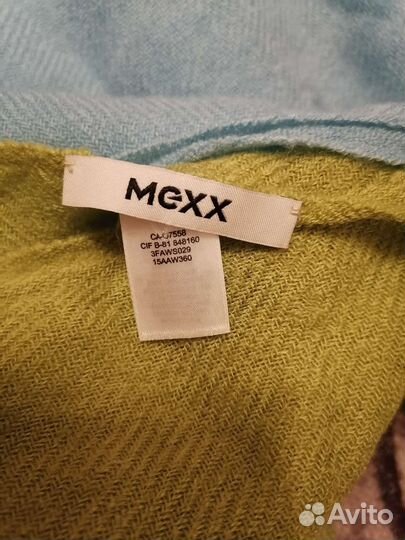 MEXX
CA-07558
CIF B-81 848160
3FAWS029
15AAW360
Avito